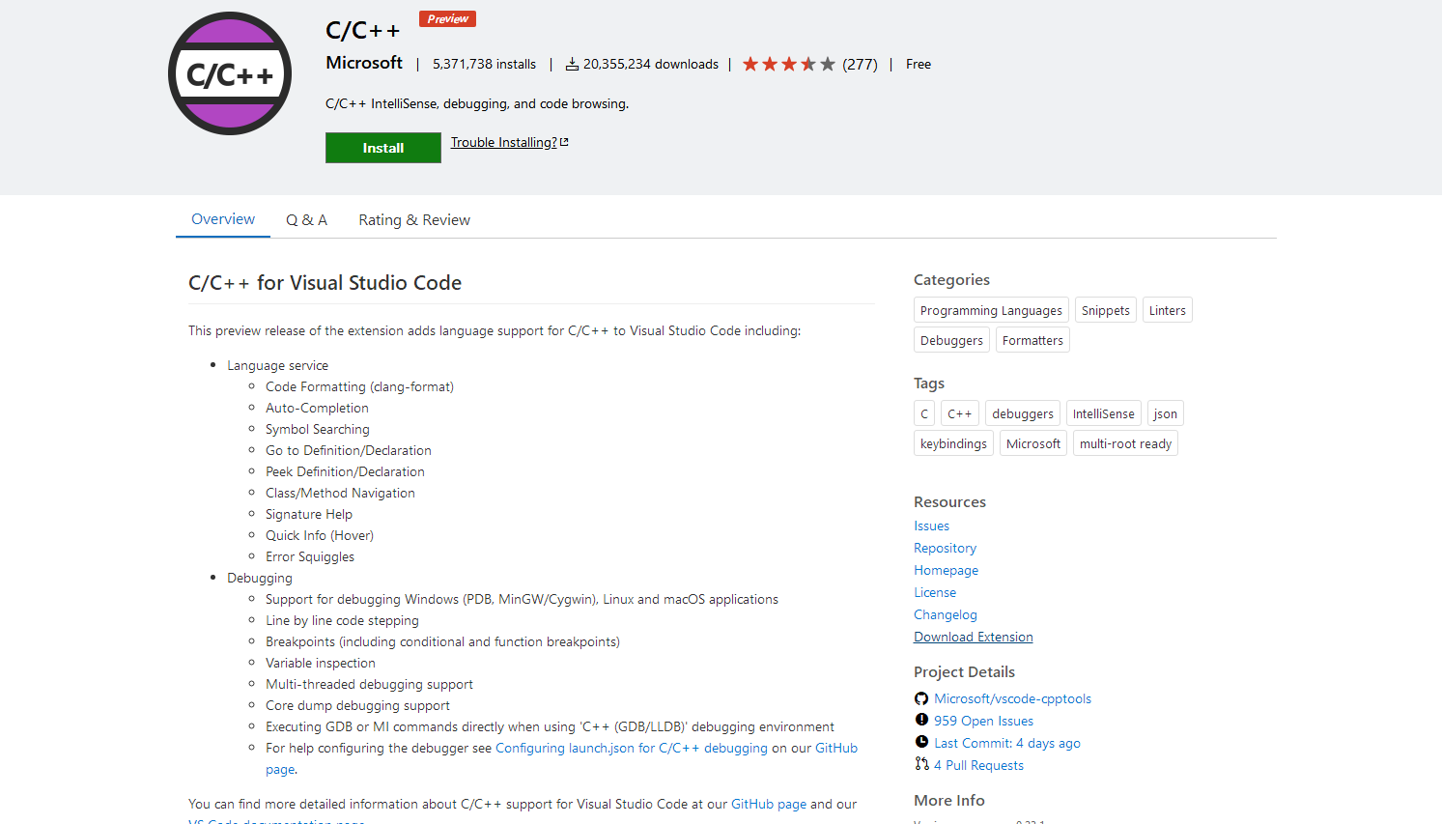 C/C++
Preview
C/C++
Microsoft | 5,371,738 installs | 20,355,234 downloads | (277) | Free
C/C++ IntelliSense, debugging, and code browsing.
Install
Trouble Installing?
Overview
Q & A
Rating & Review
C/C++ for Visual Studio Code
This preview release of the extension adds language support for C/C++ to Visual Studio Code including:
Language service
Code Formatting (clang-format)
Auto-Completion
Symbol Searching
Go to Definition/Declaration
Peek Definition/Declaration
Class/Method Navigation
Signature Help
Quick Info (Hover)
Error Squiggles
Debugging
Support for debugging Windows (PDB, MinGW/Cygwin), Linux and macOS applications
Line by line code stepping
Breakpoints (including conditional and function breakpoints)
Variable inspection
Multi-threaded debugging support
Core dump debugging support
Executing GDB or MI commands directly when using 'C++ (GDB/LLDB)' debugging environment
For help configuring the debugger see Configuring launch.json for C/C++ debugging on our GitHub
page.
You can find more detailed information about C/C++ support for Visual Studio Code at our GitHub page and our
VS Code documentation page
Categories
Programming Languages
Snippets
Linters
Debuggers
Formatters
Tags
C
C++
debuggers
IntelliSense
json
keybindings
Microsoft
multi-root ready
Resources
Issues
Repository
Homepage
License
Changelog
Download Extension
Project Details
Microsoft/vscode-cpptools
959 Open Issues
Last Commit: 4 days ago
4 Pull Requests
More Info